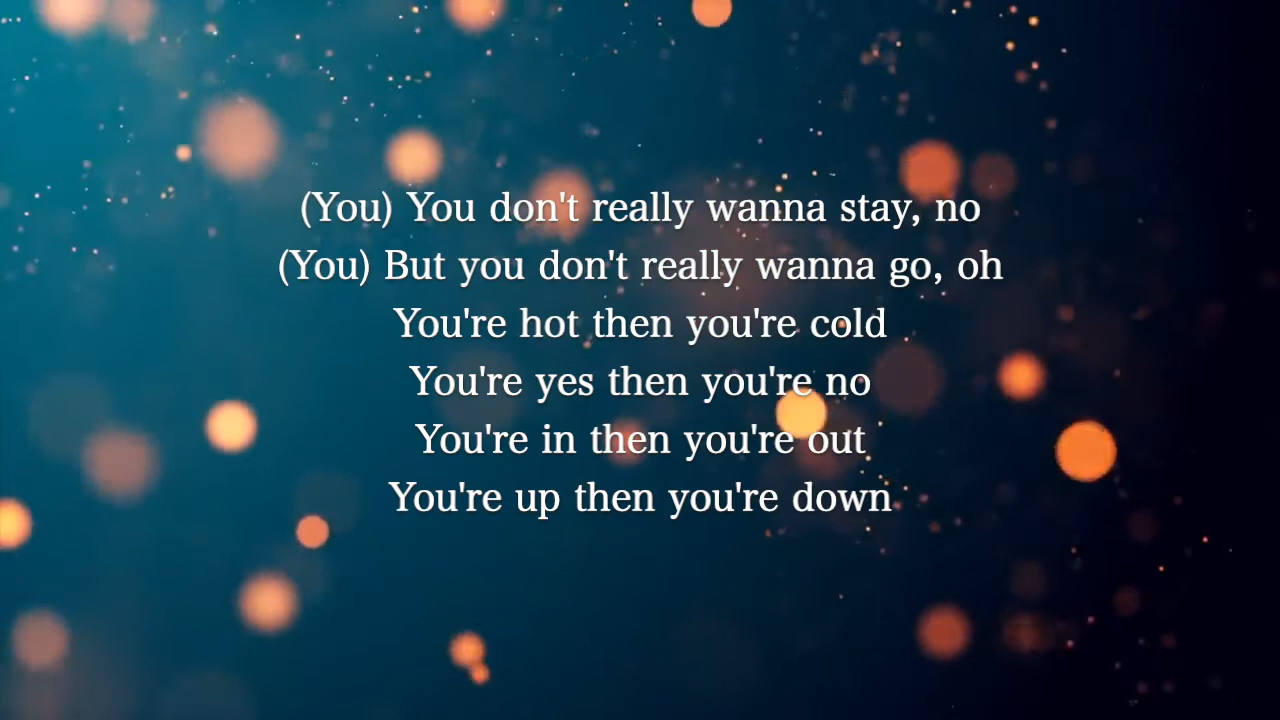 (You) You don't really wanna stay, no
(You) But you don't really wanna go, oh
You're hot then you're cold
You're yes then you're no
You're in then you're out
You're up then you're down